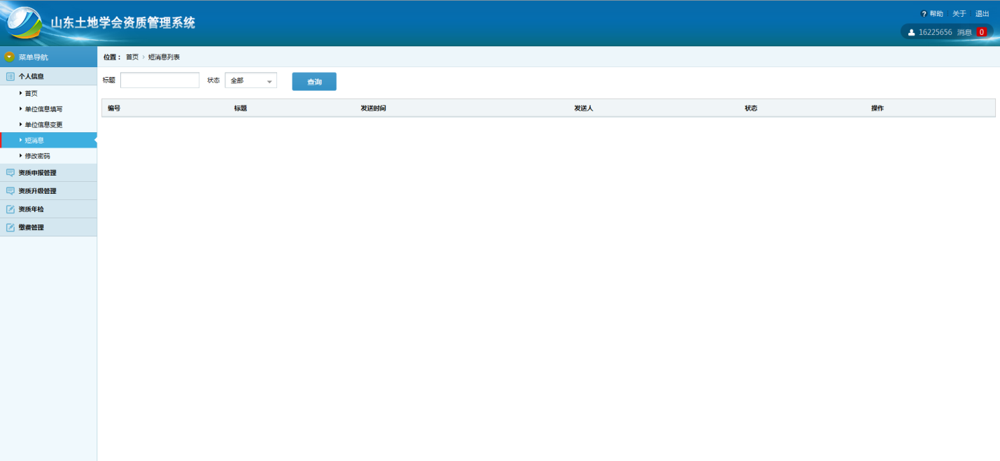 山东土地学会资质管理系统
帮助 关于 退出
16225656 消息 0
菜单导航
位置： 首页 › 短消息列表
个人信息
首页
单位信息填写
单位信息变更
短消息
修改密码
资质申报管理
资质升级管理
资质年检
缴费管理
标题 状态 全部 查询
编号 标题 发送时间 发送人 状态 操作